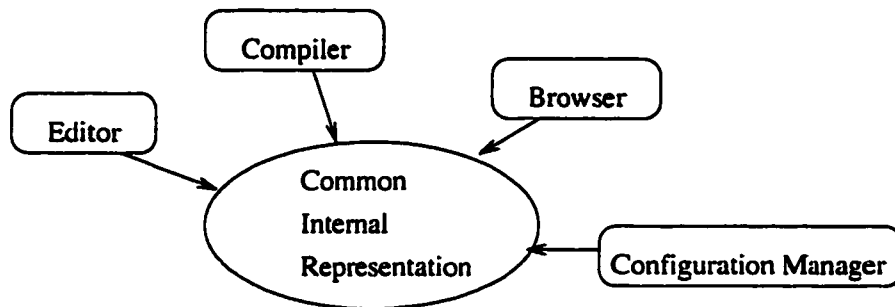 Compiler
Browser
Editor
Common
Internal
Representation
Configuration Manager